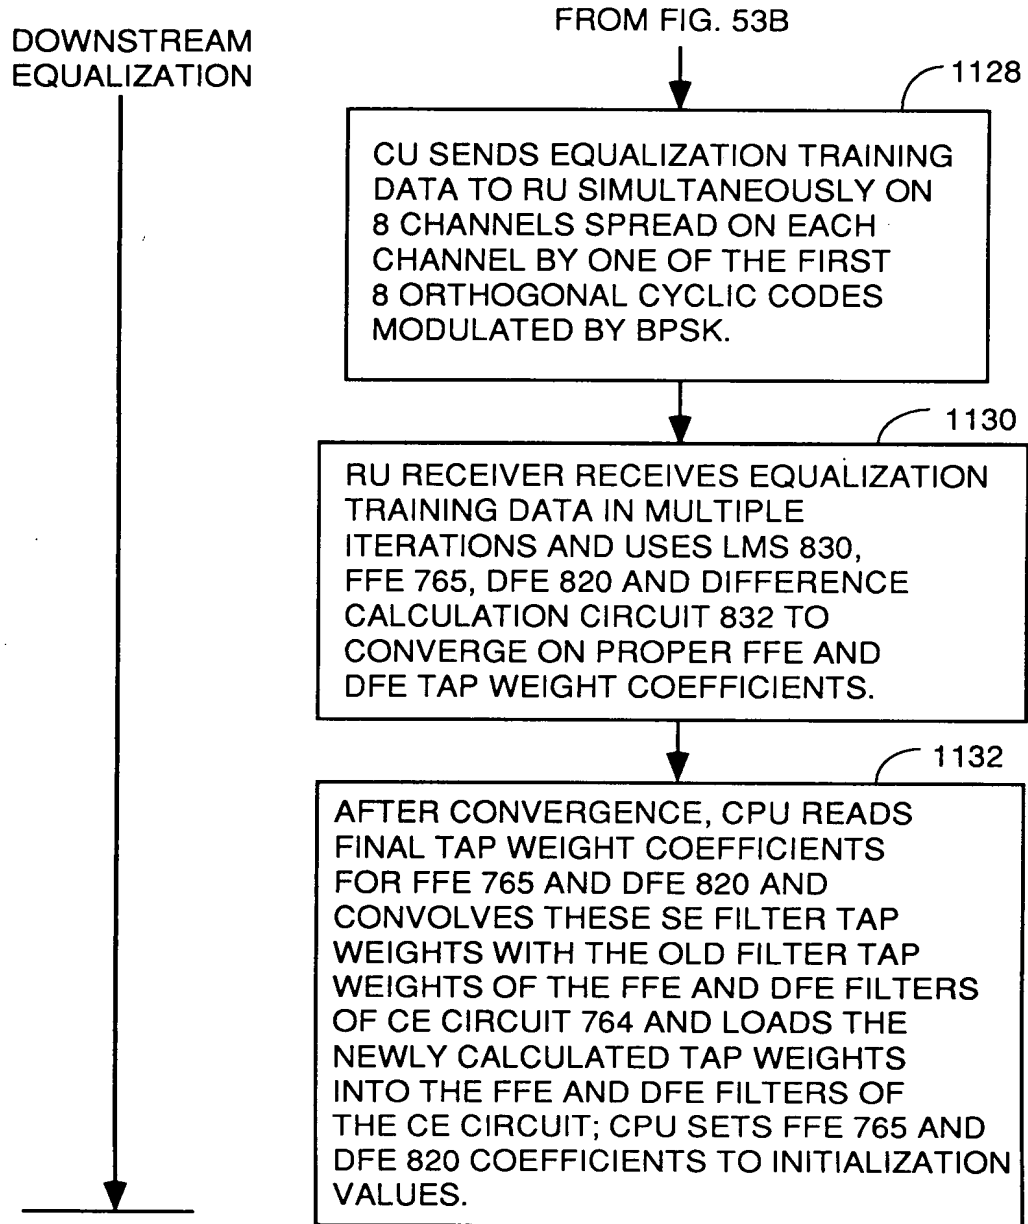 DOWNSTREAM
EQUALIZATION
FROM FIG. 53B
1128
CU SENDS EQUALIZATION TRAINING
DATA TO RU SIMULTANEOUSLY ON
8 CHANNELS SPREAD ON EACH
CHANNEL BY ONE OF THE FIRST
8 ORTHOGONAL CYCLIC CODES
MODULATED BY BPSK.
1130
RU RECEIVER RECEIVES EQUALIZATION
TRAINING DATA IN MULTIPLE
ITERATIONS AND USES LMS 830,
FFE 765, DFE 820 AND DIFFERENCE
CALCULATION CIRCUIT 832 TO
CONVERGE ON PROPER FFE AND
DFE TAP WEIGHT COEFFICIENTS.
1132
AFTER CONVERGENCE, CPU READS
FINAL TAP WEIGHT COEFFICIENTS
FOR FFE 765 AND DFE 820 AND
CONVOLVES THESE SE FILTER TAP
WEIGHTS WITH THE OLD FILTER TAP
WEIGHTS OF THE FFE AND DFE FILTERS
OF CE CIRCUIT 764 AND LOADS THE
NEWLY CALCULATED TAP WEIGHTS
INTO THE FFE AND DFE FILTERS OF
THE CE CIRCUIT; CPU SETS FFE 765 AND
DFE 820 COEFFICIENTS TO INITIALIZATION
VALUES.